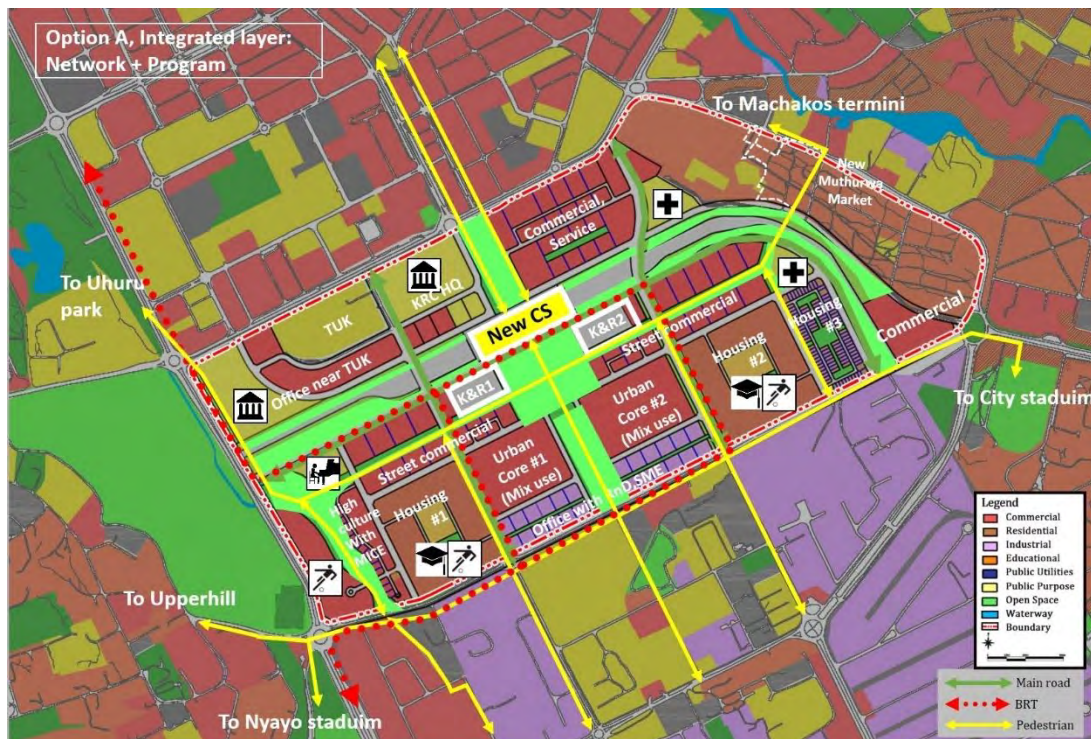 Option A, Integrated layer:
Network + Program
To Machakos termini
New
Muthurwa
Market
Commercial,
Service
To Uhuru
park
KRC HQ
TUK
New CS
Office near TUK
K&R2
Street commercial
Housing
#3
Commercial
K&R1
Housing
#2
Urban
Core #2
(Mix use)
To City staduim
Street commercial
Urban
Core #1
(Mix use)
High
culture
With
MICE
Housing
#1
Office with InD.SME
To Upperhill
To Nyayo staduim
Legend
Commercial
Residential
Industrial
Educational
Public Utilities
Public Purpose
Open Space
Waterway
Boundary
Main road
BRT
Pedestrian